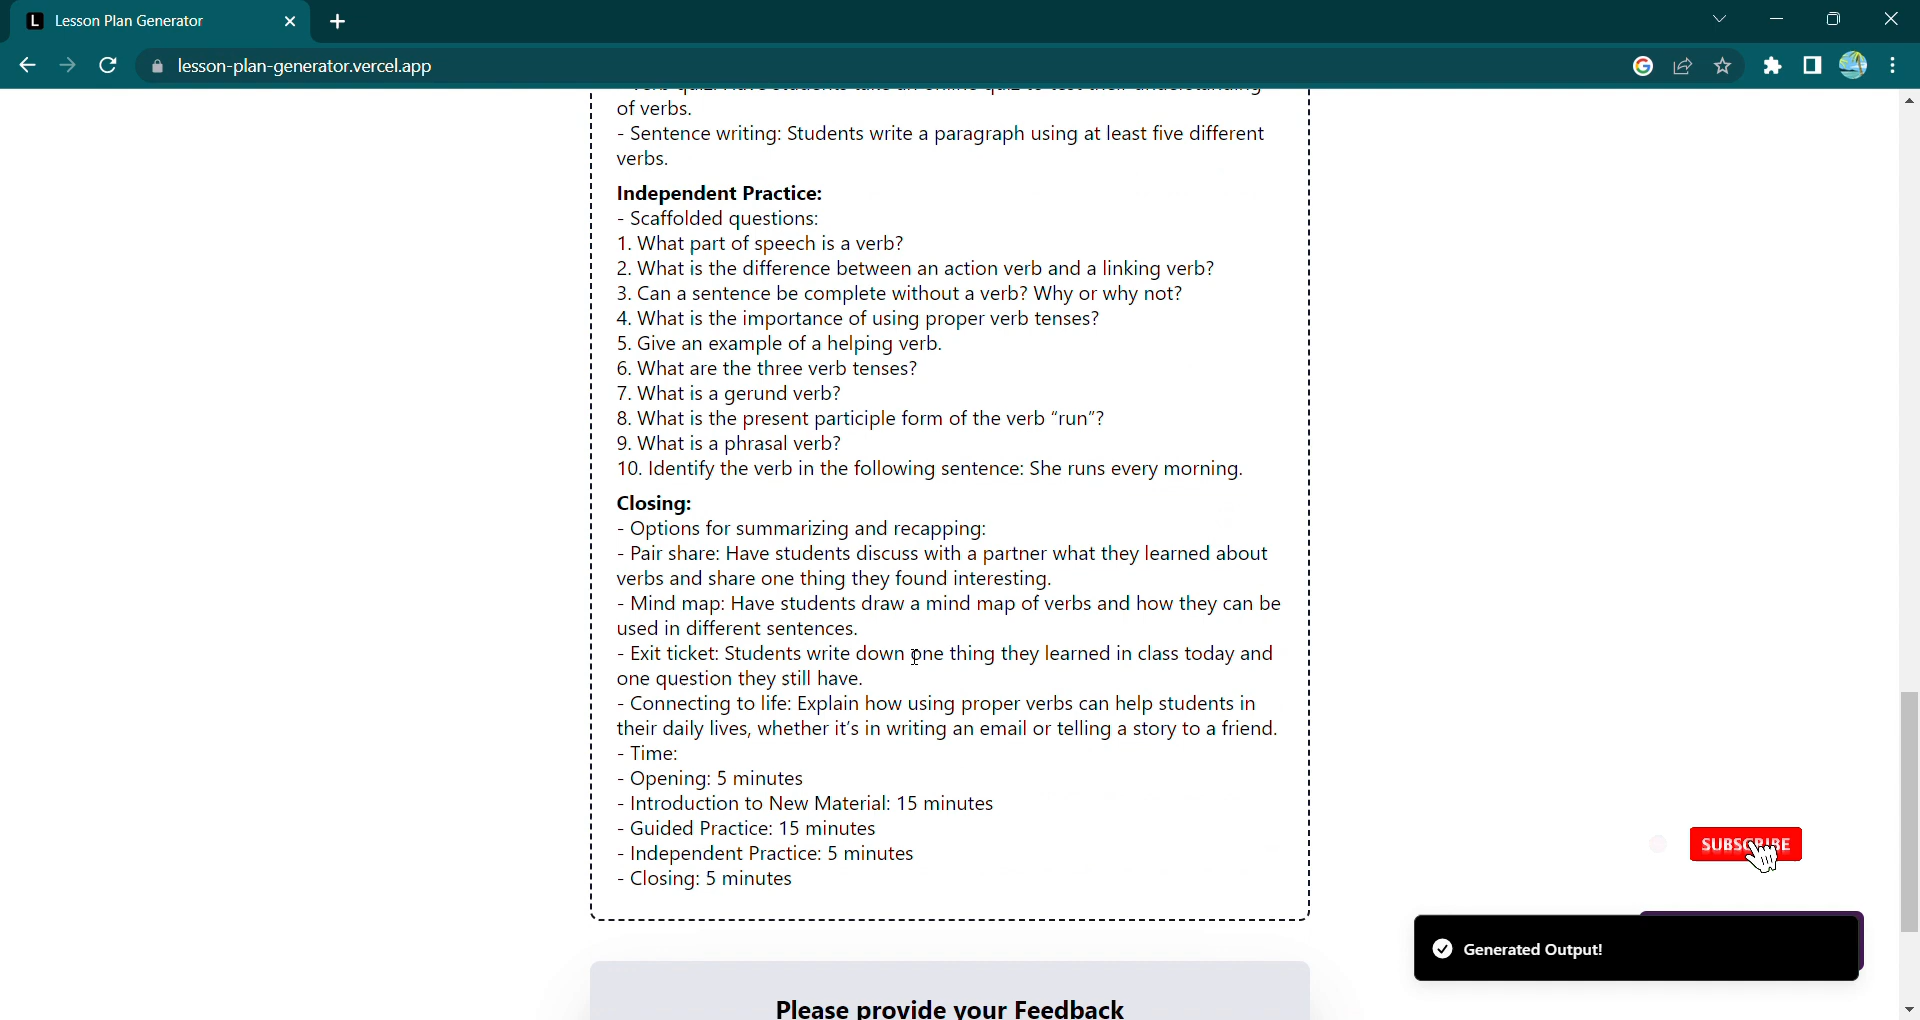 L Lesson Plan Generator
lesson-plan-generator.vercel.app
of verbs.
- Sentence writing: Students write a paragraph using at least five different
verbs.
Independent Practice:
- Scaffolded questions:
1. What part of speech is a verb?
2. What is the difference between an action verb and a linking verb?
3. Can a sentence be complete without a verb? Why or why not?
4. What is the importance of using proper verb tenses?
5. Give an example of a helping verb.
6. What are the three verb tenses?
7. What is a gerund verb?
8. What is the present participle form of the verb “run”?
9. What is a phrasal verb?
10. Identify the verb in the following sentence: She runs every morning.
Closing:
- Options for summarizing and recapping:
- Pair share: Have students discuss with a partner what they learned about
verbs and share one thing they found interesting.
- Mind map: Have students draw a mind map of verbs and how they can be
used in different sentences.
- Exit ticket: Students write down one thing they learned in class today and
one question they still have.
- Connecting to life: Explain how using proper verbs can help students in
their daily lives, whether it’s in writing an email or telling a story to a friend.
- Time:
- Opening: 5 minutes
- Introduction to New Material: 15 minutes
- Guided Practice: 15 minutes
- Independent Practice: 5 minutes
- Closing: 5 minutes
SUBSCRIBE
Generated Output!
Please provide your Feedback